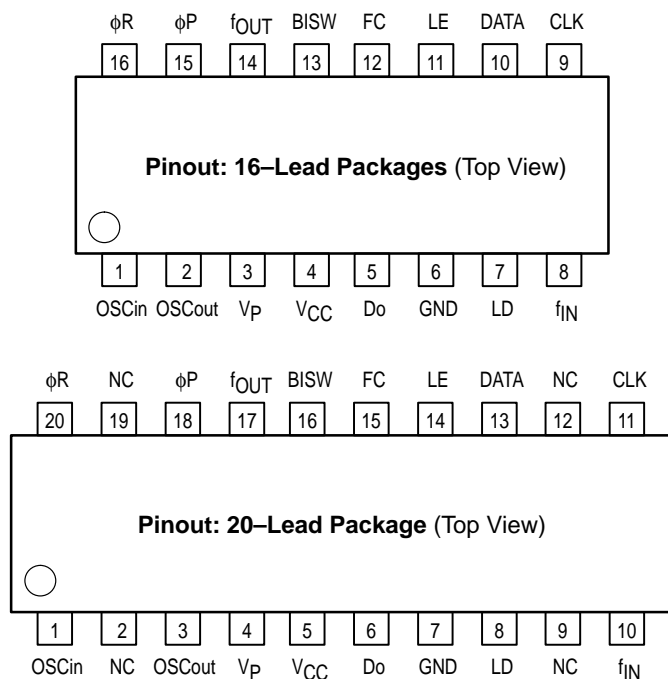 ϕR ϕP fOUT BISW FC LE DATA CLK
16 15 14 13 12 11 10 9
Pinout: 16–Lead Packages (Top View)
1 2 3 4 5 6 7 8
OSCin OSCout VP VCC Do GND LD fIN
ϕR NC ϕP fOUT BISW FC LE DATA NC CLK
20 19 18 17 16 15 14 13 12 11
Pinout: 20–Lead Package (Top View)
1 2 3 4 5 6 7 8 9 10
OSCin NC OSCout VP VCC Do GND LD NC fIN